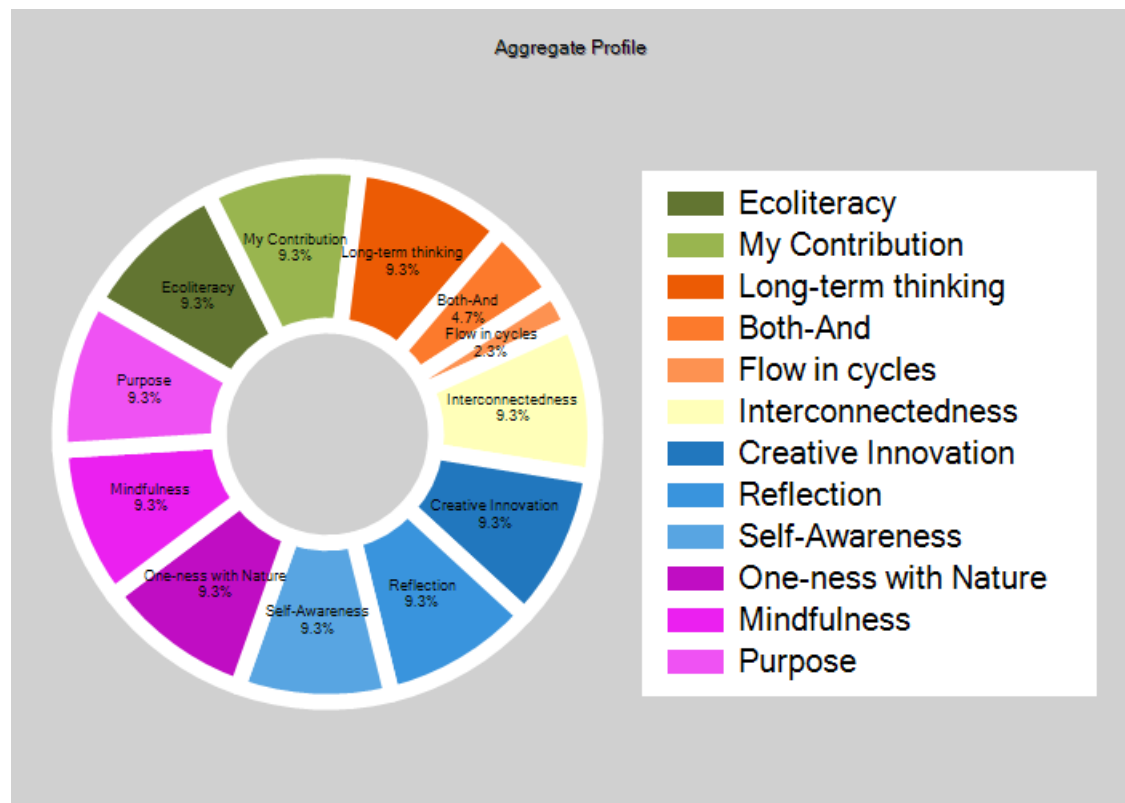 Aggregate Profile
My Contribution
9.3%
Long-term thinking
9.3%
Ecoliteracy
9.3%
Both-And
4.7%
Flow in cycles
2.3%
Purpose
9.3%
Interconnectedness
9.3%
Mindfulness
9.3%
Creative Innovation
9.3%
One-ness with Nature
9.3%
Reflection
9.3%
Self-Awareness
9.3%
Ecoliteracy
My Contribution
Long-term thinking
Both-And
Flow in cycles
Interconnectedness
Creative Innovation
Reflection
Self-Awareness
One-ness with Nature
Mindfulness
Purpose